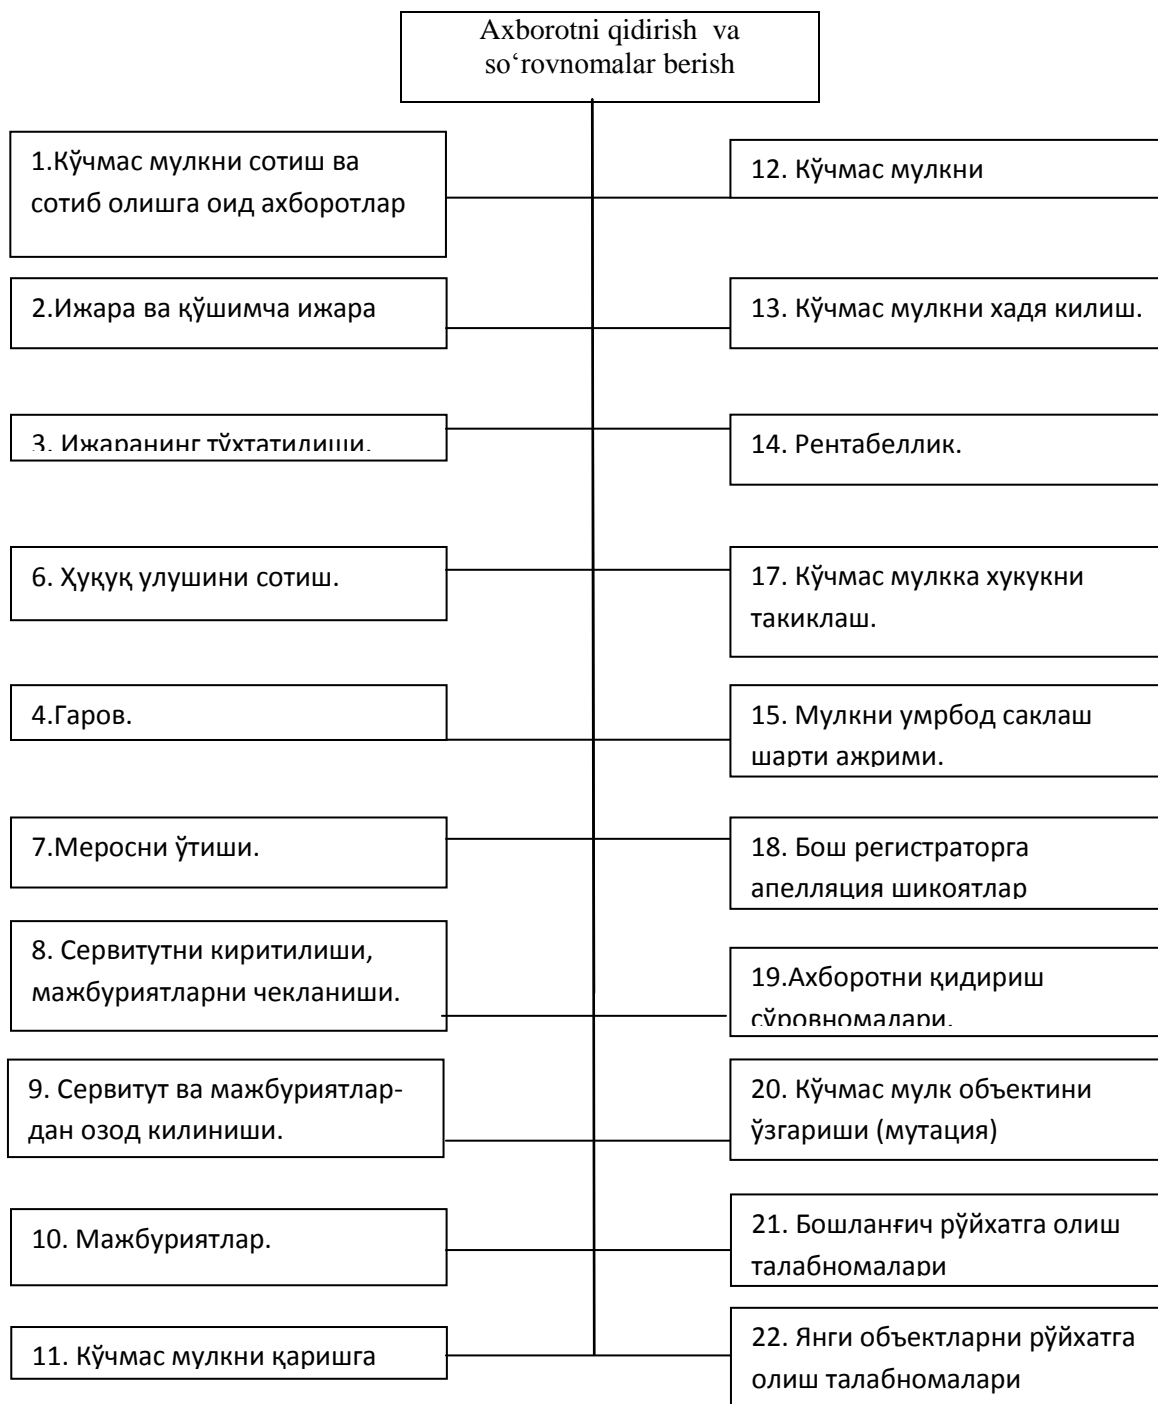 Axborotni qidirish va
so‘rovnomalar berish
1.Кўчмас мулкни сотиш ва
сотиб олишга оид ахборотлар
2.Ижара ва қўшимча ижара
3. Ижаранинг тўхтатилиши.
6. Ҳуқуқ улушини сотиш.
4.Гаров.
7.Меросни ўтиши.
8. Сервитутни киритилиши,
мажбуриятларни чекланиши.
9. Сервитут ва мажбуриятлар-
дан озод килиниши.
10. Мажбуриятлар.
11. Кўчмас мулкни қаришга
12. Кўчмас мулкни
13. Кўчмас мулкни хадя килиш.
14. Рентабеллик.
17. Кўчмас мулкка хукукни
такиклаш.
15. Мулкни умрбод саклаш
шарти ажрими.
18. Бош регистраторга
апелляция шикоятлар
19.Ахборотни қидириш
сўровномалари.
20. Кўчмас мулк объектини
ўзгариши (мутация)
21. Бошланғич рўйхатга олиш
талабномалари
22. Янги объектларни рўйхатга
олиш талабномалари